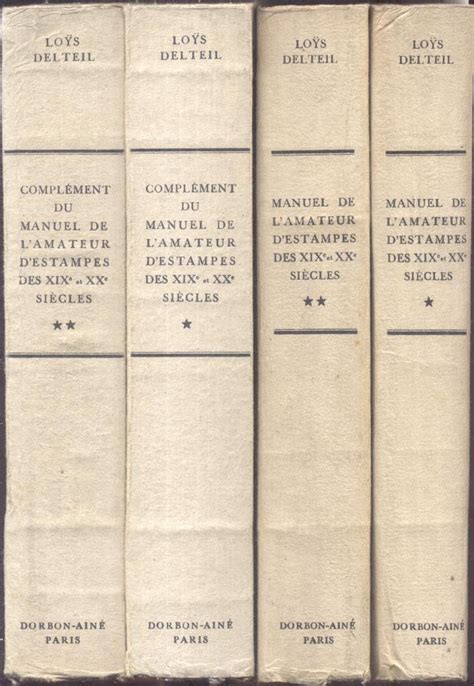 LOŸS
DELTEIL
COMPLÉMENT
DU
MANUEL DE
L'AMATEUR
D'ESTAMPES
DES XIXe et XXe
SIÈCLES
★★
DORBON-AINÉ
PARIS
LOŸS
DELTEIL
COMPLÉMENT
DU
MANUEL DE
L'AMATEUR
D'ESTAMPES
DES XIXe et XXe
SIÈCLES
★
DORBON-AINÉ
PARIS
LOŸS
DELTEIL
MANUEL DE
L'AMATEUR
D'ESTAMPES
DES XIXe et XXe
SIÈCLES
★★
DORBON-AINÉ
PARIS
LOŸS
DELTEIL
MANUEL DE
L'AMATEUR
D'ESTAMPES
DES XIXe et XXe
SIÈCLES
★
DORBON-AINÉ
PARIS